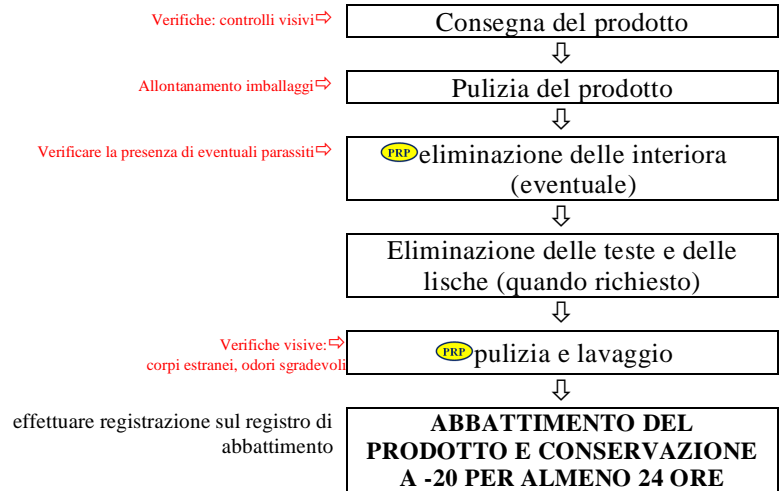 Verifiche: controlli visivi⇨
Consegna del prodotto
⇩
Allontanamento imballaggi⇨
Pulizia del prodotto
⇩
Verificare la presenza di eventuali parassiti⇨
PRP eliminazione delle interiora
(eventuale)
⇩
Eliminazione delle teste e delle
lische (quando richiesto)
⇩
Verifiche visive:⇨
corpi estranei, odori sgradevoli
PRP pulizia e lavaggio
⇩
effettuare registrazione sul registro di
abbattimento
ABBATTIMENTO DEL
PRODOTTO E CONSERVAZIONE
A -20 PER ALMENO 24 ORE